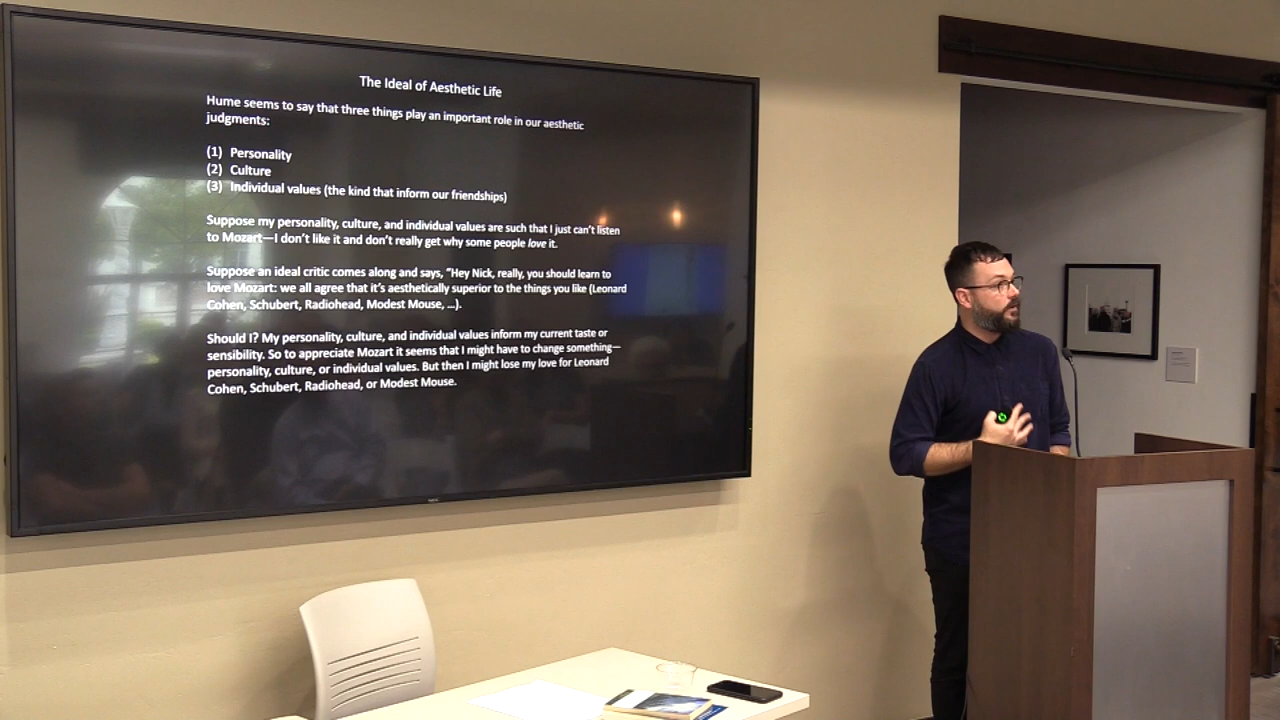 The Ideal of Aesthetic Life
Hume seems to say that three things play an important role in our aesthetic
judgments:
(1) Personality
(2) Culture
(3) Individual values (the kind that inform our friendships)
Suppose my personality, culture, and individual values are such that I just can't listen
to Mozart—I don't like it and don't really get why some people love it.
Suppose an ideal critic comes along and says, "Hey Nick, really, you should learn to
love Mozart: we all agree that it's aesthetically superior to the things you like (Leonard
Cohen, Schubert, Radiohead, Modest Mouse, …).
Should I? My personality, culture, and individual values inform my current taste or
sensibility. So to appreciate Mozart it seems that I might have to change something—
personality, culture, or individual values. But then I might lose my love for Leonard
Cohen, Schubert, Radiohead, or Modest Mouse.